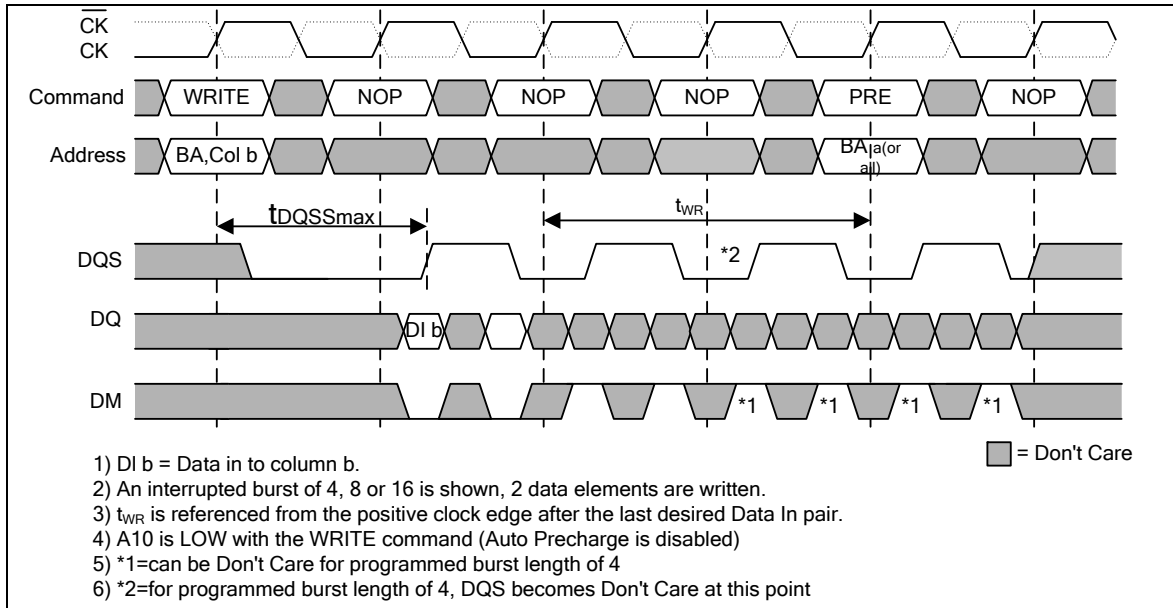 CK
CK
Command WRITE NOP NOP NOP PRE NOP
Address BA,Col b BA a(or
all)
tDQSSmax tWR
DQS *2
DQ DI b
DM *1 *1 *1 *1
= Don't Care
1) DI b = Data in to column b.
2) An interrupted burst of 4, 8 or 16 is shown, 2 data elements are written.
3) tWR is referenced from the positive clock edge after the last desired Data In pair.
4) A10 is LOW with the WRITE command (Auto Precharge is disabled)
5) *1=can be Don't Care for programmed burst length of 4
6) *2=for programmed burst length of 4, DQS becomes Don't Care at this point